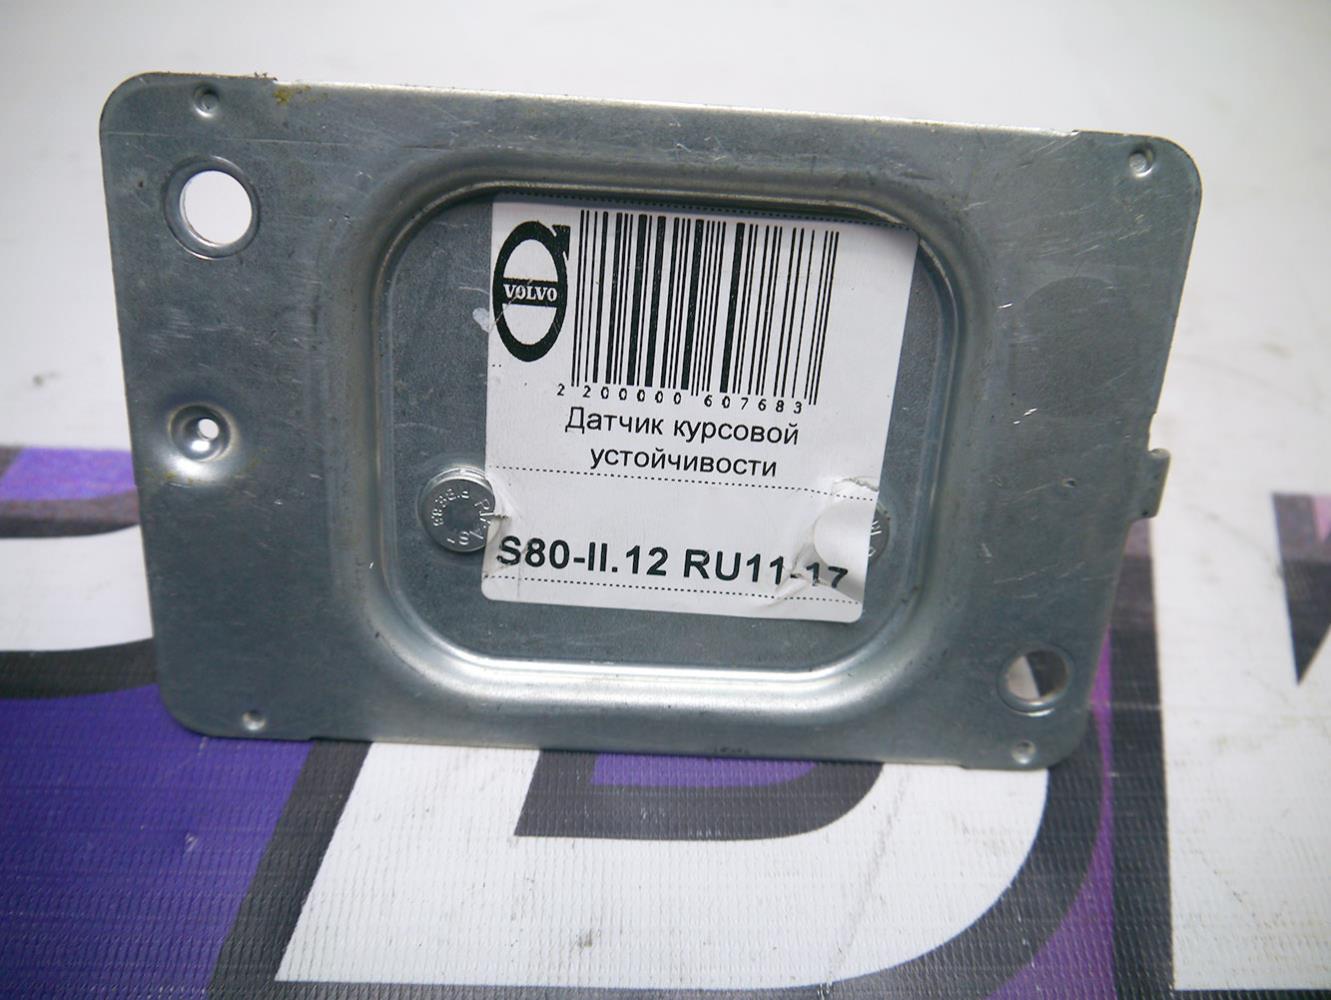 VOLVO
2 200000 607683
Датчик курсовой
устойчивости
S80-II.12 RU11-17